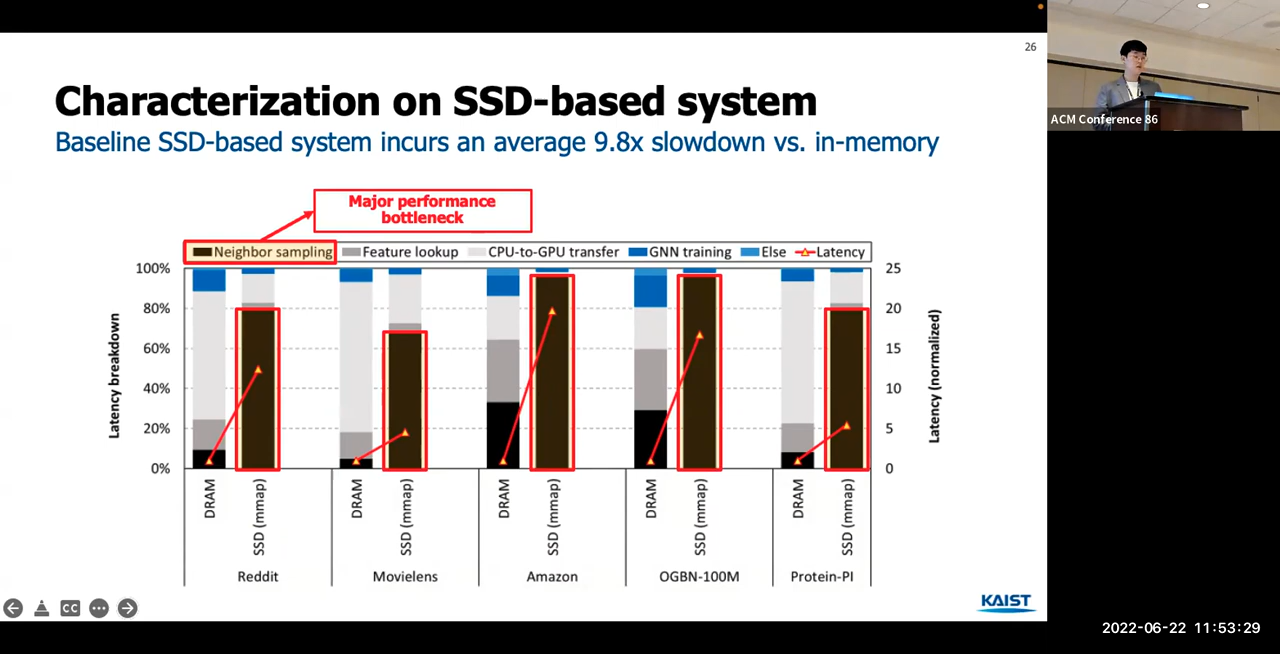 26
Characterization on SSD-based system
Baseline SSD-based system incurs an average 9.8x slowdown vs. in-memory
Major performance
bottleneck
Neighbor sampling
Feature lookup
CPU-to-GPU transfer
GNN training
Else
Latency
100%
80%
60%
40%
20%
0%
Latency breakdown
25
20
15
10
5
0
Latency (normalized)
DRAM
SSD (mmap)
DRAM
SSD (mmap)
DRAM
SSD (mmap)
DRAM
SSD (mmap)
DRAM
SSD (mmap)
Reddit
Movielens
Amazon
OGBN-100M
Protein-PI
CC
KAIST
ACM Conference 86
2022-06-22 11:53:29